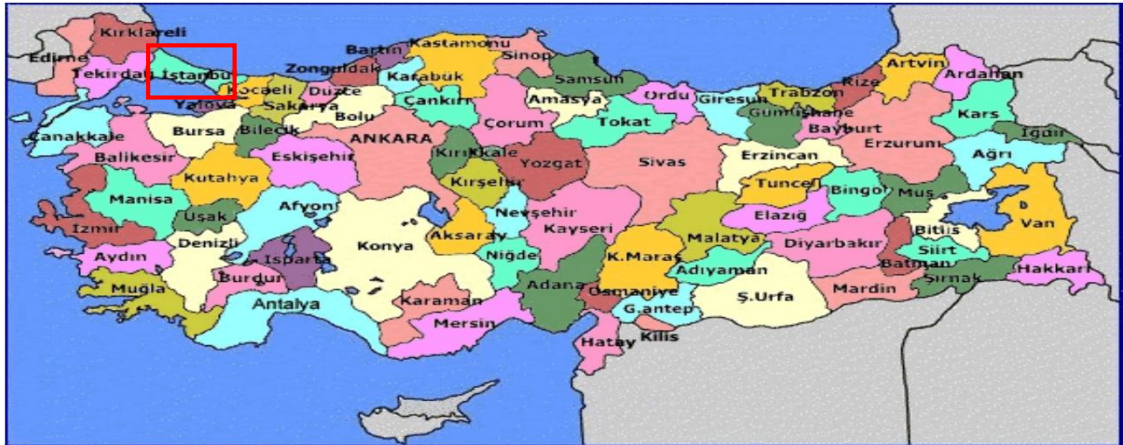 Kırklareli
Edirne
Tekirdağ
İstanbul
Kocaeli
Yalova
Sakarya
Düzce
Zonguldak
Bartın
Karabük
Kastamonu
Sinop
Samsun
Ordu
Giresun
Trabzon
Rize
Artvin
Ardahan
Çanakkale
Balikesir
Bursa
Bilecik
Bolu
Çankırı
Çorum
Amasya
Tokat
Gümüşhane
Bayburt
Erzurum
Kars
Iğdır
Ağrı
Kutahya
Eskişehir
ANKARA
Kırıkkale
Yozgat
Sivas
Erzincan
Tunceli
Bingöl
Muş
Manisa
Uşak
Afyon
Kırşehir
Nevşehir
Kayseri
Malatya
Elazığ
Diyarbakır
Bitlis
Van
İzmir
Aydın
Denizli
Isparta
Konya
Aksaray
Niğde
K.Maraş
Adıyaman
Batman
Siirt
Şırnak
Hakkari
Muğla
Burdur
Antalya
Karaman
Mersin
Adana
Osmaniye
G.antep
Ş.Urfa
Mardin
Hatay
Kilis